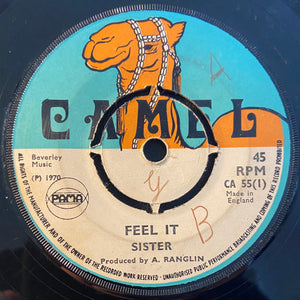 A
CAMEL
Beverley
Music
(P) 1970
PAMA
45
RPM
CA 55(1)
Made in
England
y
B
FEEL IT
SISTER
Produced by A. RANGLIN
ALL RIGHTS OF THE MANUFACTURER AND OF THE OWNER OF THE RECORDED WORK RESERVED - UNAUTHORISED PUBLIC PERFORMANCE, BROADCASTING AND COPYING OF THIS RECORD PROHIBITED